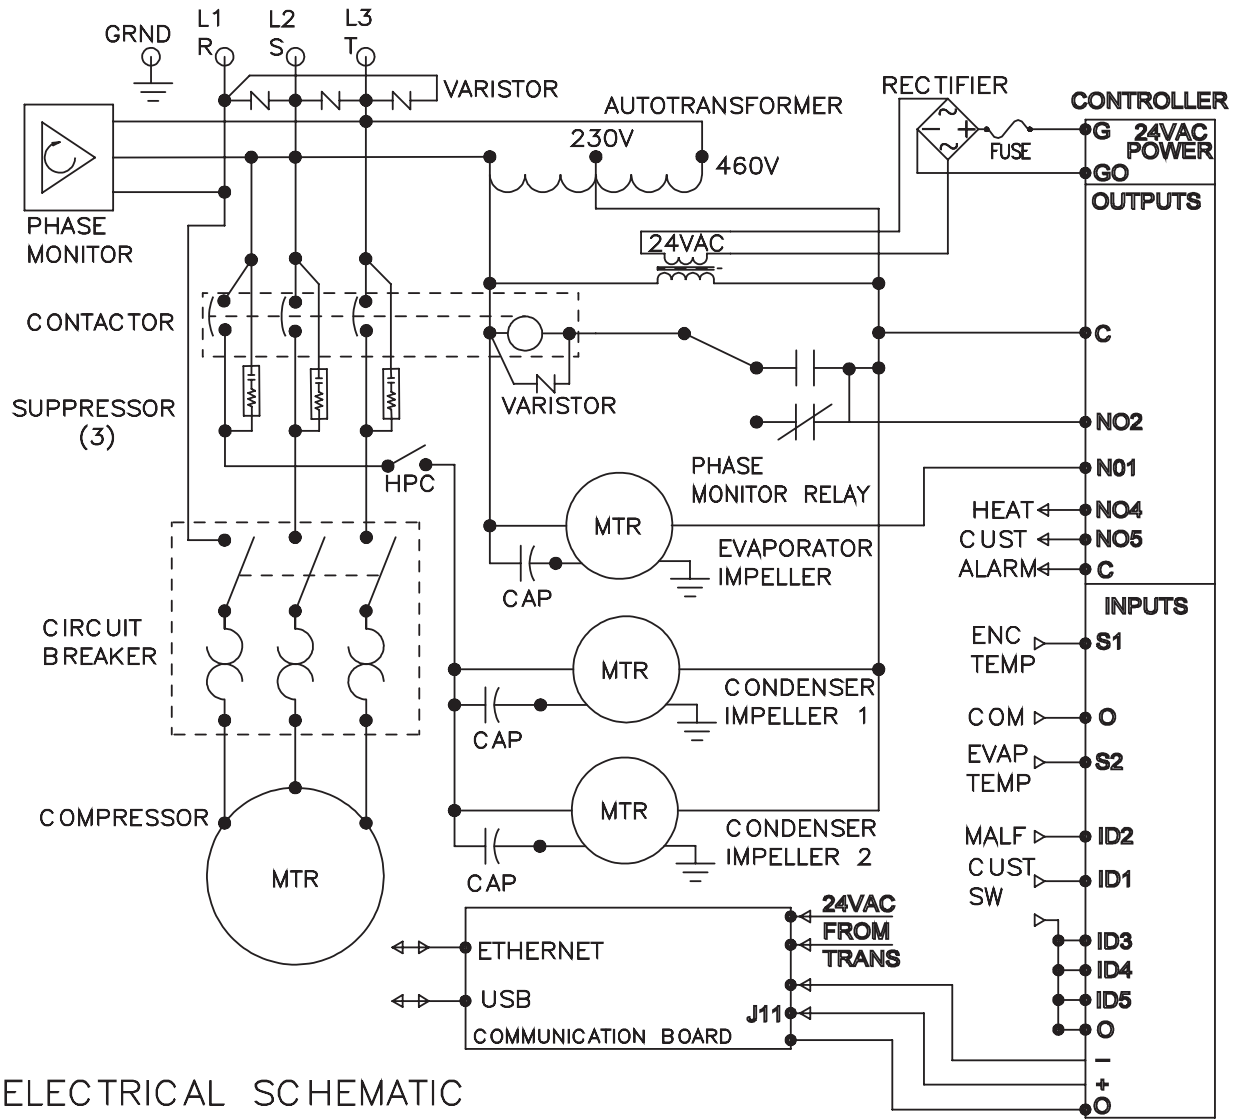 GRND
L1
R
L2
S
L3
T
VARISTOR
AUTOTRANSFORMER
230V
460V
RECTIFIER
FUSE
CONTROLLER
G
24VAC
POWER
GO
OUTPUTS
PHASE
MONITOR
24VAC
CONTACTOR
C
VARISTOR
SUPPRESSOR
(3)
NO2
PHASE
MONITOR RELAY
HPC
N01
MTR
HEAT
NO4
CUST
NO5
ALARM
C
EVAPORATOR
IMPELLER
CAP
INPUTS
CIRCUIT
BREAKER
ENC
TEMP
S1
MTR
CONDENSER
IMPELLER 1
CAP
COM
O
EVAP
TEMP
S2
COMPRESSOR
MTR
CONDENSER
IMPELLER 2
CAP
MALF
ID2
CUST
SW
ID1
MTR
24VAC
FROM
TRANS
ETHERNET
USB
J11
COMMUNICATION BOARD
ID3
ID4
ID5
O
−
+
O
ELECTRICAL SCHEMATIC